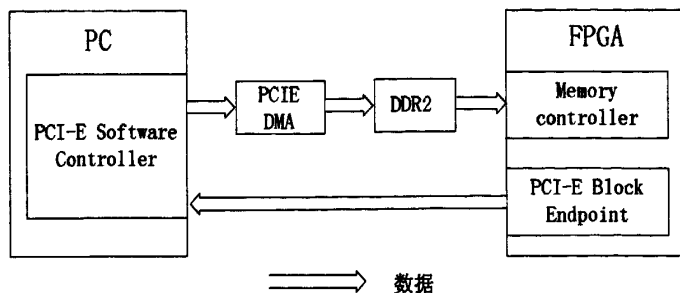 PC
PCI-E Software
Controller
PCIE
DMA
DDR2
FPGA
Memory
controller
PCI-E Block
Endpoint
数据